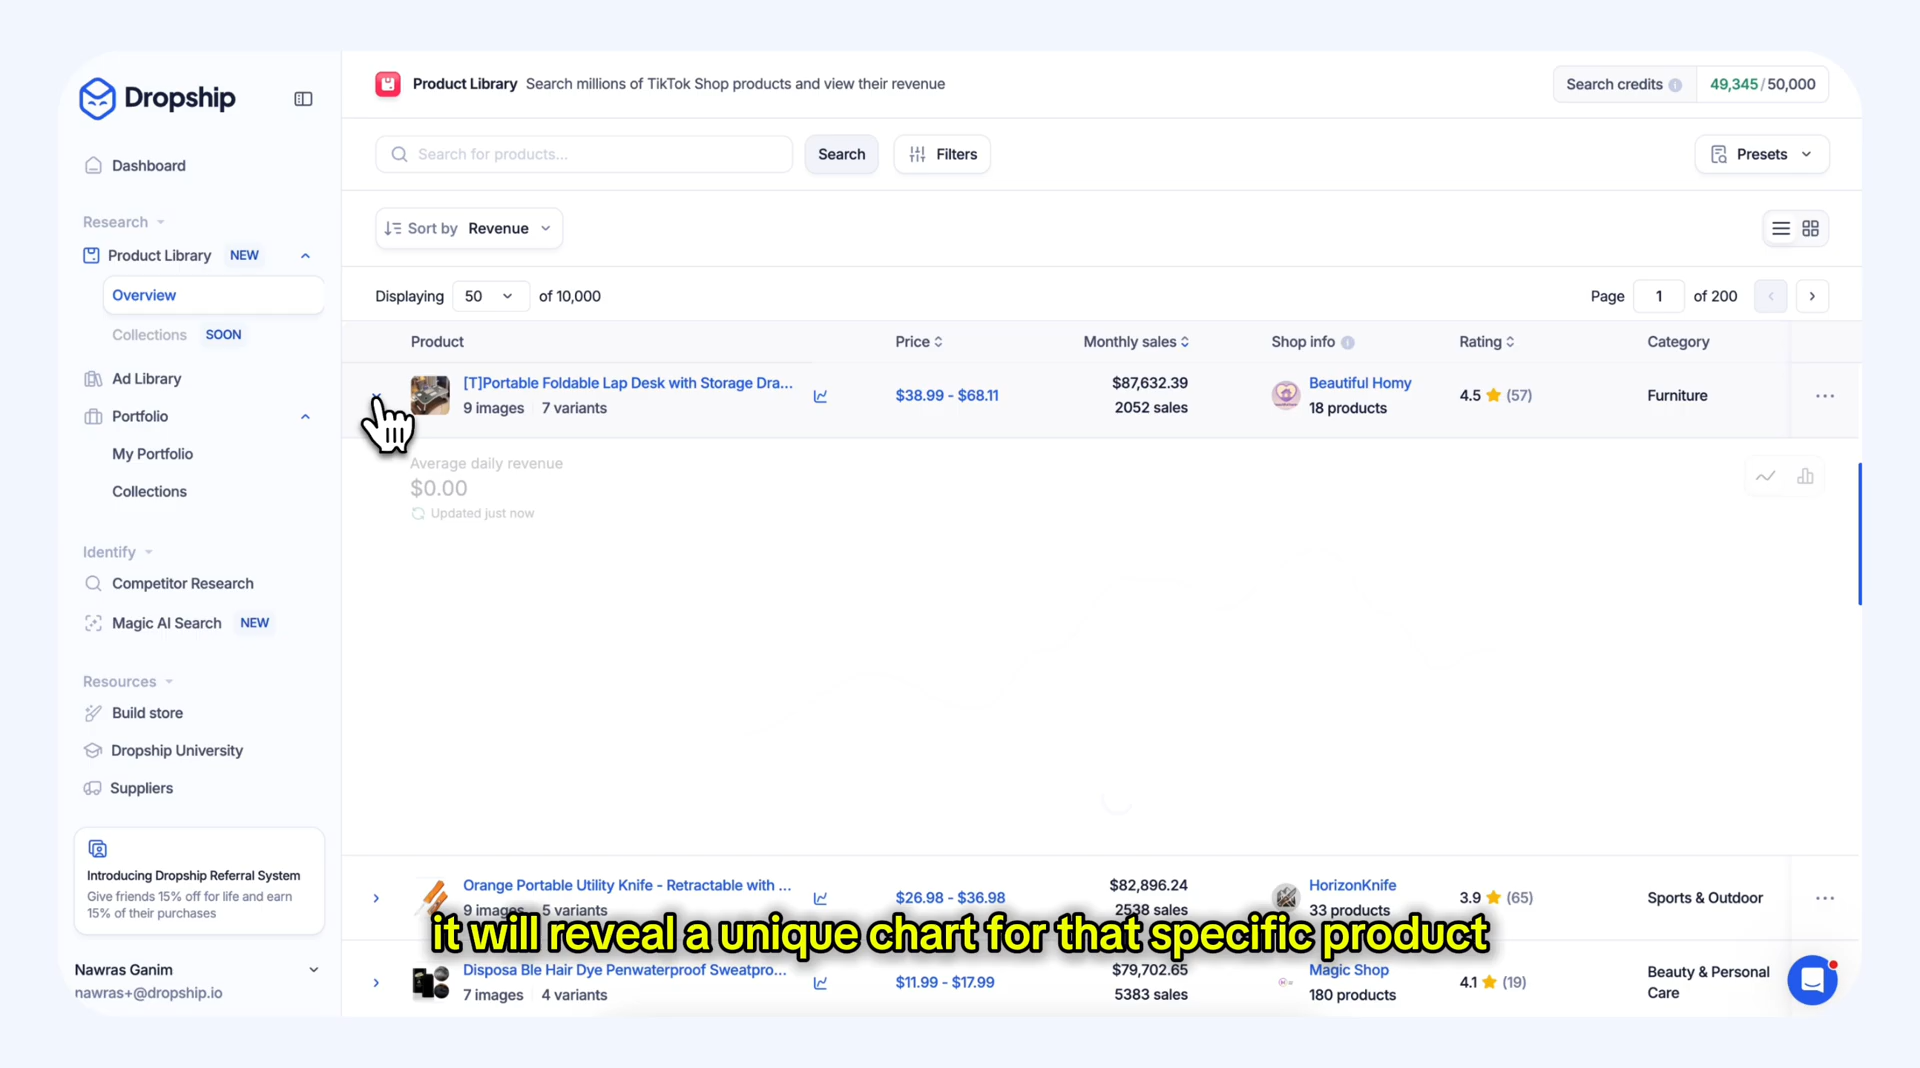 Dropship
Product Library Search millions of TikTok Shop products and view their revenue
Search credits 49,345/50,000
Search for products...
Search
Filters
Presets
Dashboard
Research
Product Library NEW
Overview
Collections SOON
Ad Library
Portfolio
My Portfolio
Collections
Identify
Competitor Research
Magic AI Search NEW
Resources
Build store
Dropship University
Suppliers
Introducing Dropship Referral System
Give friends 15% off for life and earn
15% of their purchases
Nawras Ganim
nawras+@dropship.io
Sort by Revenue
Displaying 50 of 10,000
Page 1 of 200
Product Price Monthly sales Shop info Rating Category
[T]Portable Foldable Lap Desk with Storage Dra...
9 images 7 variants
$38.99 - $68.11
$87,632.39
2052 sales
Beautiful Homy
18 products
4.5 (57)
Furniture
Average daily revenue
$0.00
Updated just now
Orange Portable Utility Knife - Retractable with ...
9 images 5 variants
$26.98 - $36.98
$82,896.24
2538 sales
HorizonKnife
33 products
3.9 (65)
Sports & Outdoor
it will reveal a unique chart for that specific product
Disposa Ble Hair Dye Penwaterproof Sweatpro...
7 images 4 variants
$11.99 - $17.99
$79,702.65
5383 sales
Magic Shop
180 products
4.1 (19)
Beauty & Personal
Care